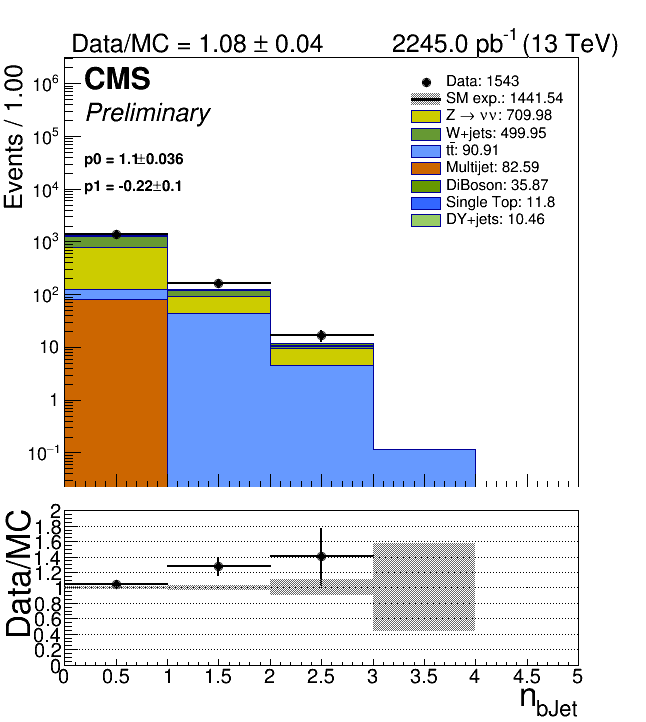 Data/MC = 1.08 ± 0.04 2245.0 pb⁻¹ (13 TeV)
CMS
Preliminary
p0 = 1.1±0.036
p1 = -0.22±0.1
Data: 1543
SM exp.: 1441.54
Z → νν: 709.98
W+jets: 499.95
tt̄: 90.91
Multijet: 82.59
DiBoson: 35.87
Single Top: 11.8
DY+jets: 10.46
Events / 1.00
10⁶
10⁵
10⁴
10³
10²
10
1
10⁻¹
Data/MC
2
1.8
1.6
1.4
1.2
1
0.8
0.6
0.4
0.2
0
0 0.5 1 1.5 2 2.5 3 3.5 4 4.5 5
n_bJet